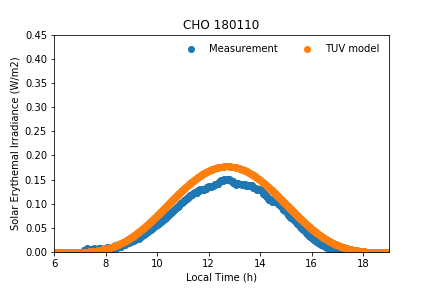 CHO 180110
Measurement
TUV model
Solar Erythemal Irradiance (W/m2)
0.45
0.40
0.35
0.30
0.25
0.20
0.15
0.10
0.05
0.00
6 8 10 12 14 16 18
Local Time (h)